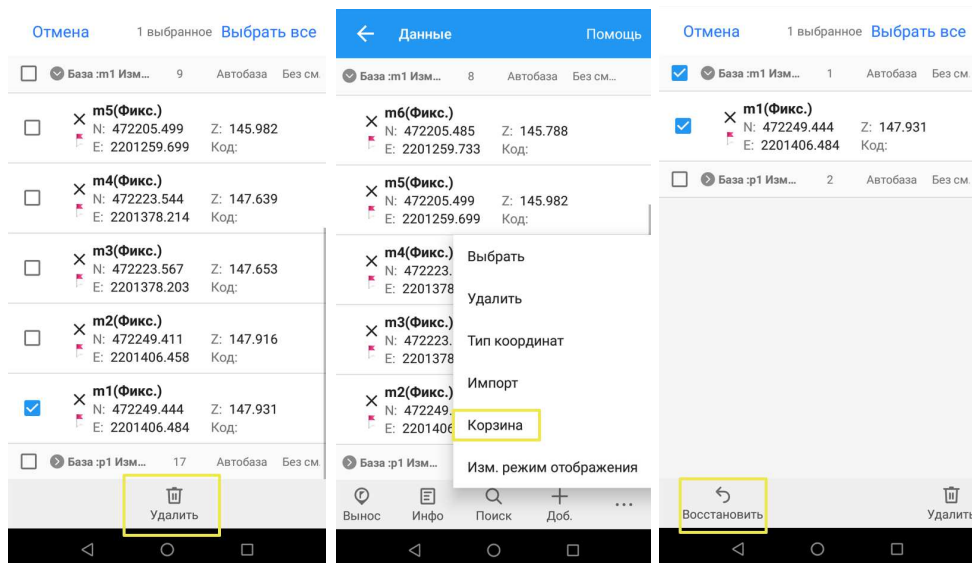 Отмена 1 выбранное Выбрать все
База :m1 Изм... 9 Автобаза Без см.
m5(Фикс.)
N: 472205.499 Z: 145.982
E: 2201259.699 Код:
m4(Фикс.)
N: 472223.544 Z: 147.639
E: 2201378.214 Код:
m3(Фикс.)
N: 472223.567 Z: 147.653
E: 2201378.203 Код:
m2(Фикс.)
N: 472249.411 Z: 147.916
E: 2201406.458 Код:
m1(Фикс.)
N: 472249.444 Z: 147.931
E: 2201406.484 Код:
База :p1 Изм... 17 Автобаза Без см.
Удалить
Данные Помощь
База :m1 Изм... 8 Автобаза Без см...
m6(Фикс.)
N: 472205.485 Z: 145.788
E: 2201259.733 Код:
m5(Фикс.)
N: 472205.499 Z: 145.982
E: 2201259.699 Код:
m4(Фикс.)
N: 472223.
E: 2201378
m3(Фикс.)
N: 472223.
E: 2201378
m2(Фикс.)
N: 472249.
E: 2201406
База :p1 Изм...
Выбрать
Удалить
Тип координат
Импорт
Корзина
Изм. режим отображения
Вынос Инфо Поиск Доб. ...
Отмена 1 выбранное Выбрать все
База :m1 Изм... 1 Автобаза Без см.
m1(Фикс.)
N: 472249.444 Z: 147.931
E: 2201406.484 Код:
База :p1 Изм... 2 Автобаза Без см.
Восстановить Удалить